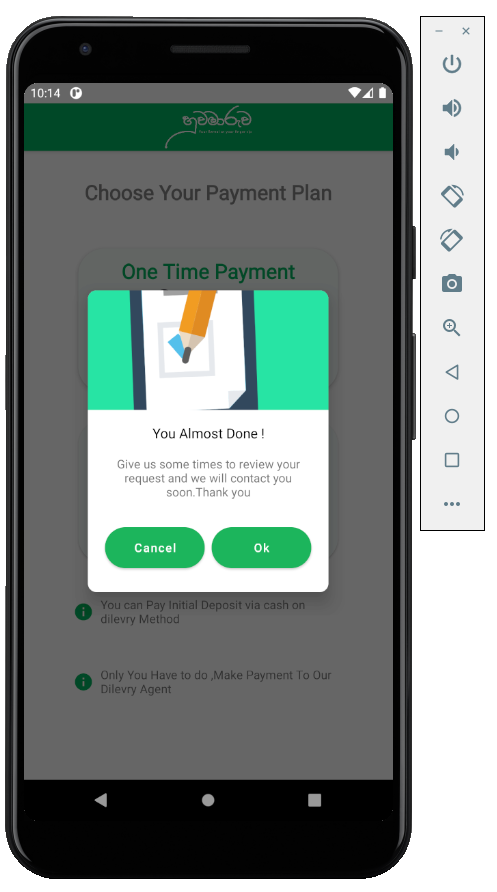 10:14
හුවමාරුව
Choose Your Payment Plan
One Time Payment
You Almost Done !
Give us some times to review your
request and we will contact you
soon.Thank you
Cancel
Ok
You can Pay Initial Deposit via cash on
dilevry Method
Only You Have to do ,Make Payment To Our
Dilevry Agent